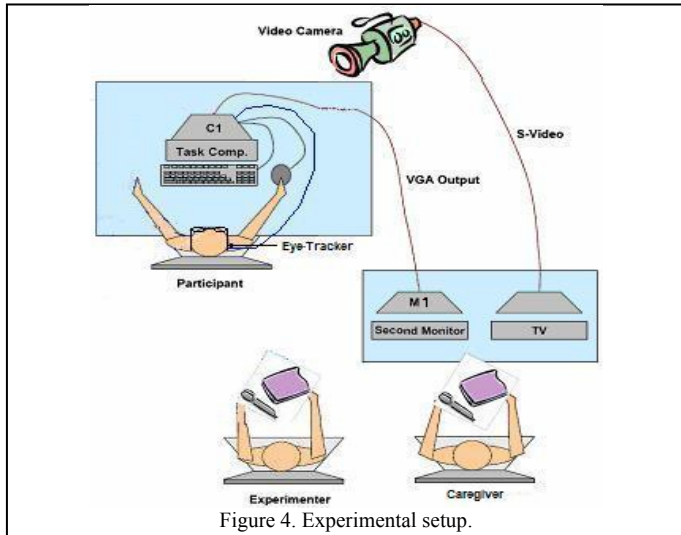 Video Camera
C1
S-Video
Task Comp.
VGA Output
Eye-Tracker
Participant
M1
Second Monitor
TV
Experimenter
Caregiver
Figure 4. Experimental setup.